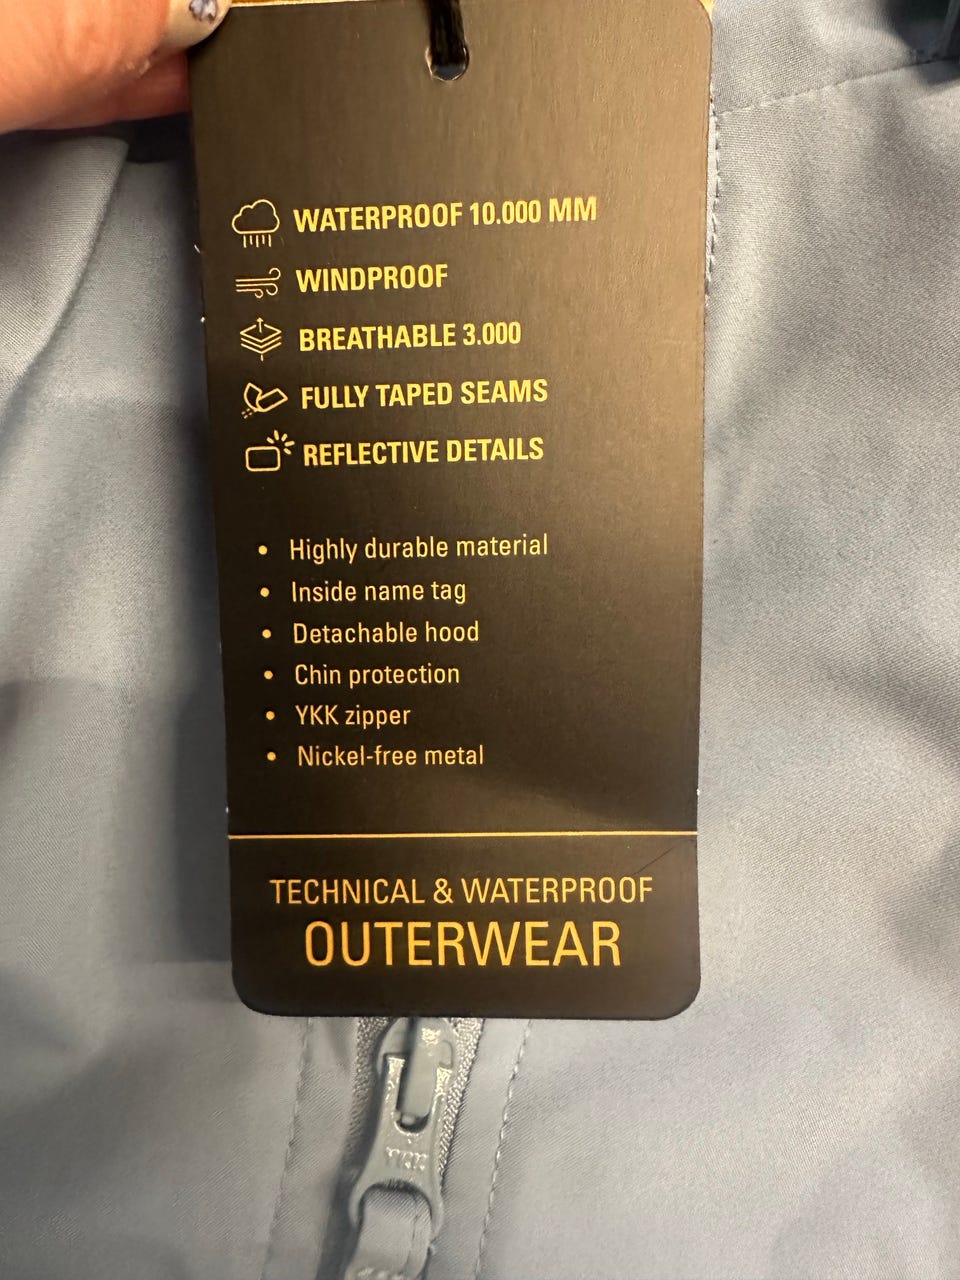 WATERPROOF 10.000 MM
WINDPROOF
BREATHABLE 3.000
FULLY TAPED SEAMS
REFLECTIVE DETAILS
• Highly durable material
• Inside name tag
• Detachable hood
• Chin protection
• YKK zipper
• Nickel-free metal
TECHNICAL & WATERPROOF
OUTERWEAR
YKK